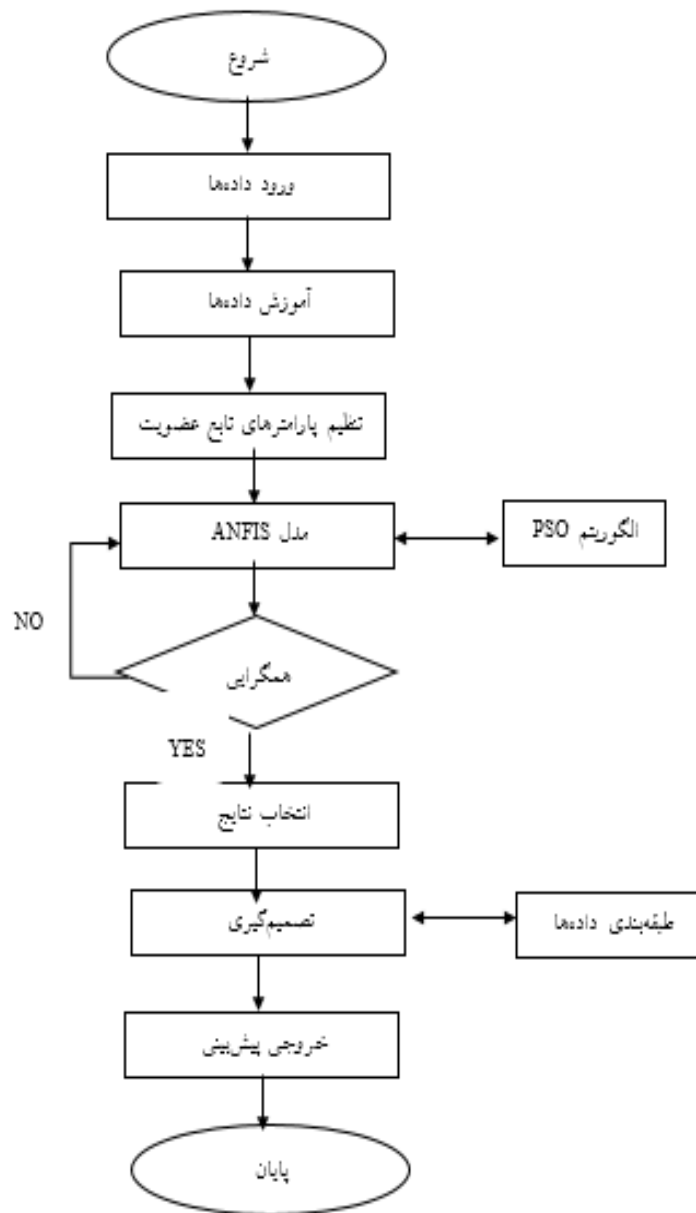 شروع
ورود داده‌ها
آموزش داده‌ها
تنظیم پارامترهای تابع عضویت
مدل ANFIS
الگوریتم PSO
NO
همگرایی
YES
انتخاب نتایج
تصمیم‌گیری
طبقه‌بندی داده‌ها
خروجی پیش‌بینی
پایان